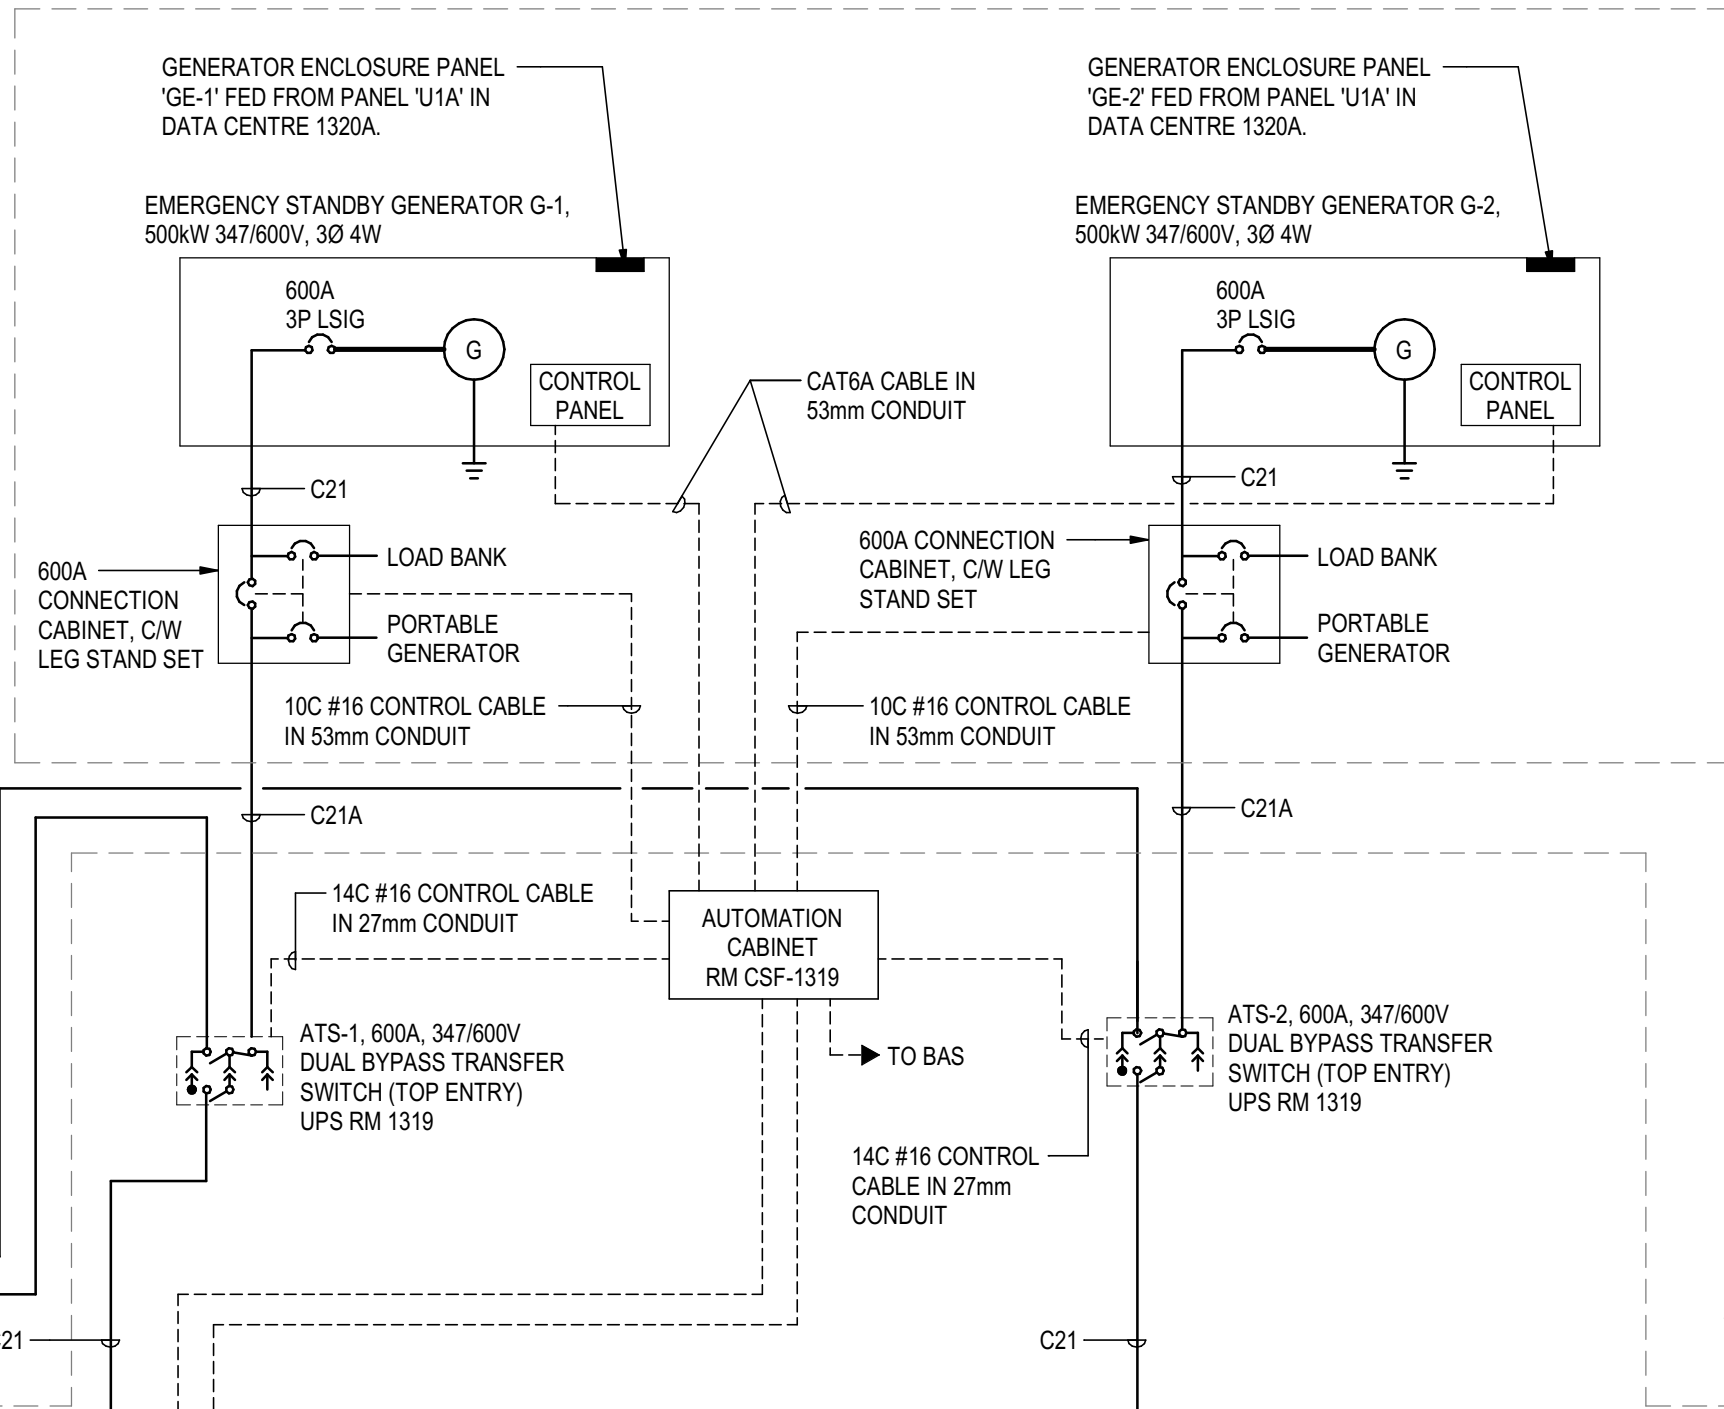 GENERATOR ENCLOSURE PANEL
'GE-1' FED FROM PANEL 'U1A' IN
DATA CENTRE 1320A.
GENERATOR ENCLOSURE PANEL
'GE-2' FED FROM PANEL 'U1A' IN
DATA CENTRE 1320A.
EMERGENCY STANDBY GENERATOR G-1,
500kW 347/600V, 3Ø 4W
EMERGENCY STANDBY GENERATOR G-2,
500kW 347/600V, 3Ø 4W
600A
3P LSIG
G
CONTROL
PANEL
CAT6A CABLE IN
53mm CONDUIT
600A
3P LSIG
G
CONTROL
PANEL
C21
C21
600A
CONNECTION
CABINET, C/W
LEG STAND SET
LOAD BANK
PORTABLE
GENERATOR
600A CONNECTION
CABINET, C/W LEG
STAND SET
LOAD BANK
PORTABLE
GENERATOR
10C #16 CONTROL CABLE
IN 53mm CONDUIT
10C #16 CONTROL CABLE
IN 53mm CONDUIT
C21A
C21A
14C #16 CONTROL CABLE
IN 27mm CONDUIT
AUTOMATION
CABINET
RM CSF-1319
ATS-1, 600A, 347/600V
DUAL BYPASS TRANSFER
SWITCH (TOP ENTRY)
UPS RM 1319
TO BAS
ATS-2, 600A, 347/600V
DUAL BYPASS TRANSFER
SWITCH (TOP ENTRY)
UPS RM 1319
14C #16 CONTROL
CABLE IN 27mm
CONDUIT
21
C21